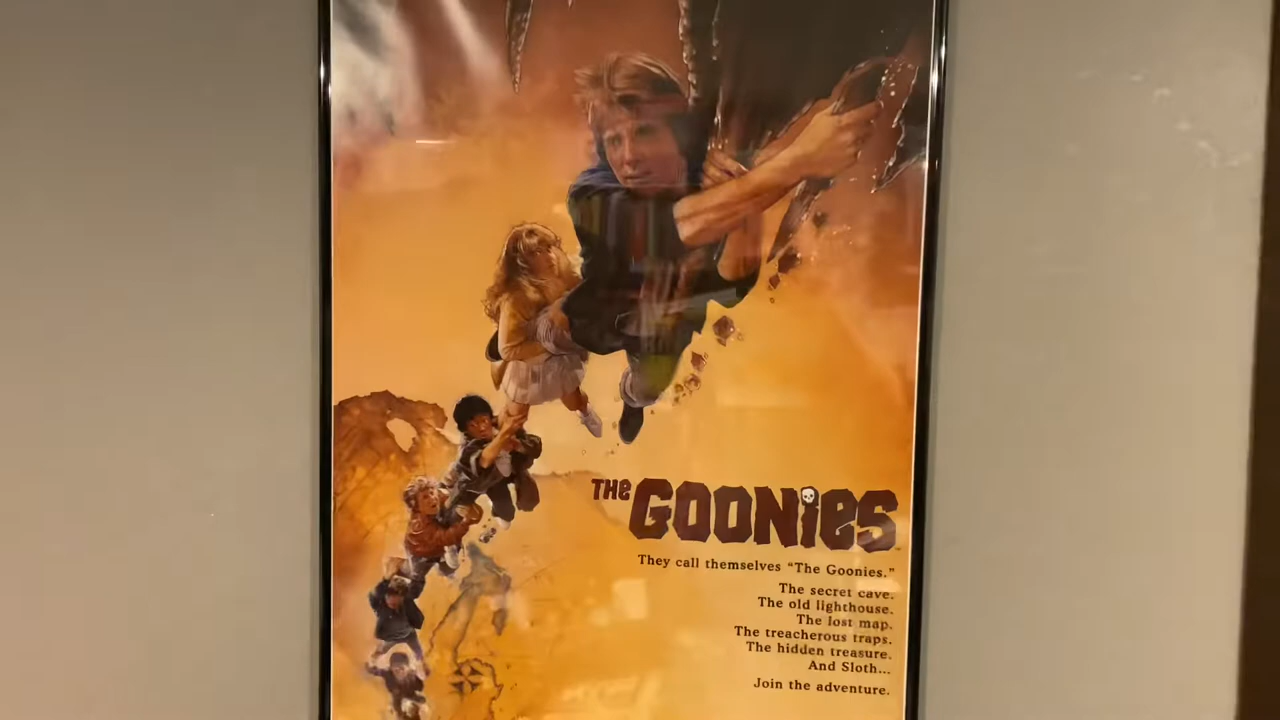 THE GOONIES
They call themselves “The Goonies.”
The secret cave.
The old lighthouse.
The lost map.
The treacherous traps.
The hidden treasure.
And Sloth...
Join the adventure.